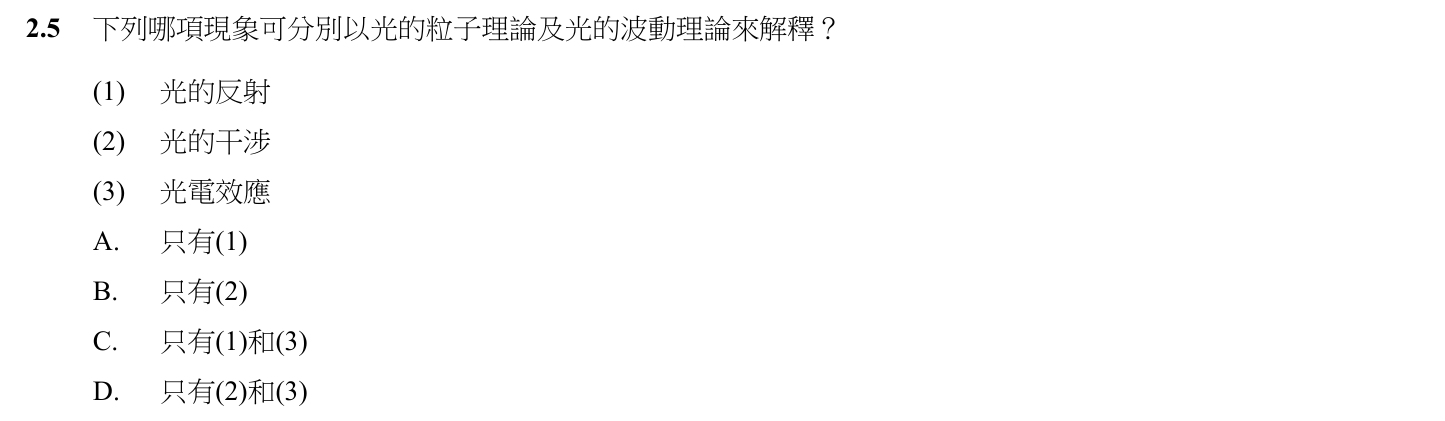 2.5 下列哪項現象可分別以光的粒子理論及光的波動理論來解釋？
(1) 光的反射
(2) 光的干涉
(3) 光電效應
A. 只有(1)
B. 只有(2)
C. 只有(1)和(3)
D. 只有(2)和(3)